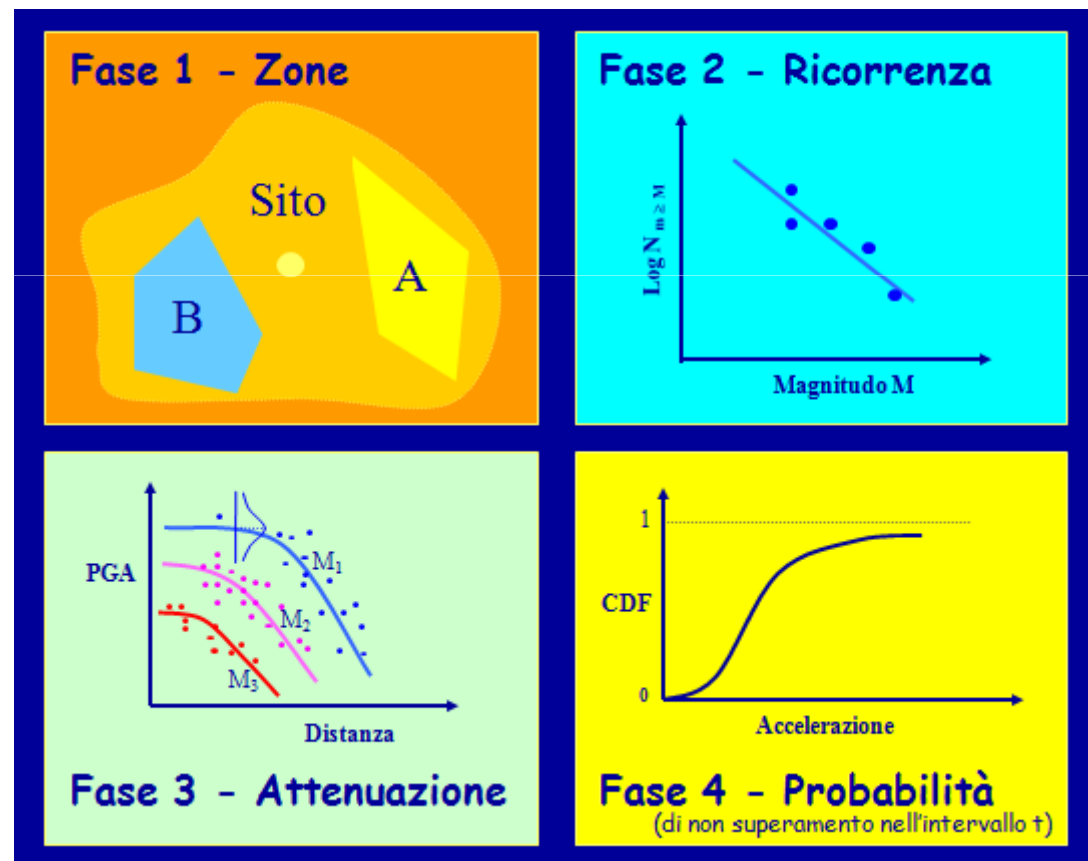 Fase 1 - Zone
Sito
A
B
Fase 2 - Ricorrenza
Log N m ≥ M
Magnitudo M
PGA
M₁
M₂
M₃
Distanza
Fase 3 - Attenuazione
1
CDF
0
Accelerazione
Fase 4 - Probabilità
(di non superamento nell'intervallo t)